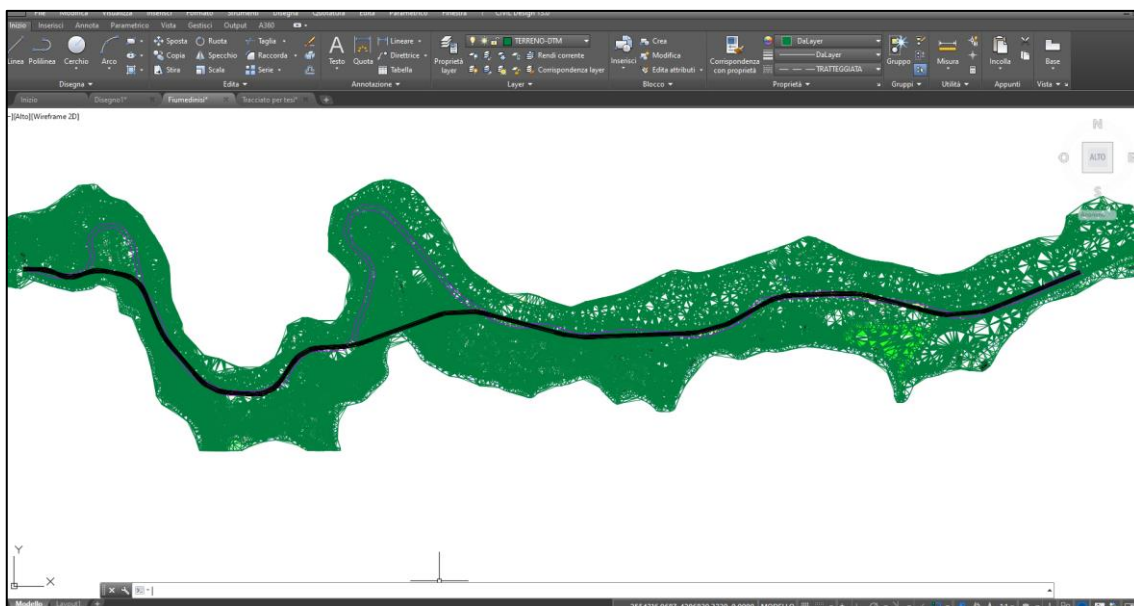 File Modifica Visualizza Inserisci Formato Strumenti Disegna Quotatura Edita Parametrico Finestra ? CIVIL DESIGN
Inizio Inserisci Annota Parametrico Vista Gestisci Output A360
Linea Polilinea Cerchio Arco
Sposta Ruota Taglia
Copia Specchio Raccorda
Stira Scala Serie
Testo Quota
Lineare
Direttrice
Tabella
Proprietà layer
TERRENO-DTM
Rendi corrente
Corrispondenza layer
Inserisci
Crea
Modifica
Edita attributi
Corrispondenza con proprietà
DaLayer
DaLayer
TRATTEGGIATA
Gruppo Misura Incolla Base
Disegna Edita Annotazione Layer Blocco Proprietà Gruppi Utilità Appunti Vista
Inizio Disegno1* Fiumedinisi* Tracciato per tesi*
[Alto][Wireframe 2D]
N
O ALTO E
S
Y
X
Modello Layout1 + MODELLO